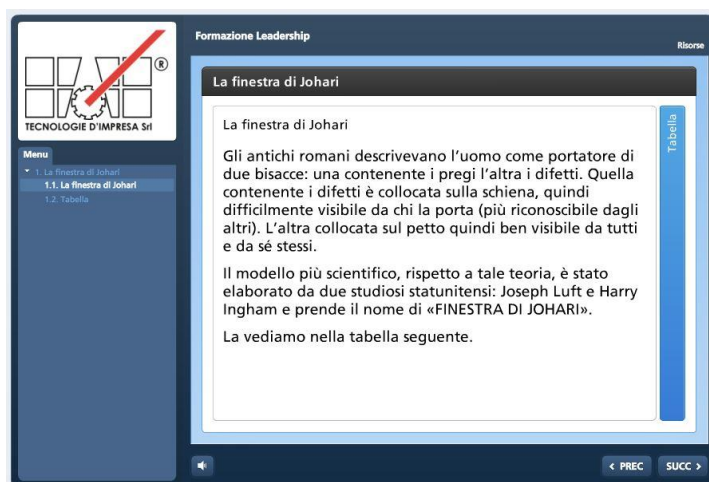 ®
TECNOLOGIE D'IMPRESA Srl
Menu
1. La finestra di Johari
1.1. La finestra di Johari
1.2. Tabella
Formazione Leadership
Risorse
La finestra di Johari
La finestra di Johari
Gli antichi romani descrivevano l'uomo come portatore di
due bisacce: una contenente i pregi l'altra i difetti. Quella
contenente i difetti è collocata sulla schiena, quindi
difficilmente visibile da chi la porta (più riconoscibile dagli
altri). L'altra collocata sul petto quindi ben visibile da tutti
e da sé stessi.
Il modello più scientifico, rispetto a tale teoria, è stato
elaborato da due studiosi statunitensi: Joseph Luft e Harry
Ingham e prende il nome di «FINESTRA DI JOHARI».
La vediamo nella tabella seguente.
Tabella
< PREC
SUCC >